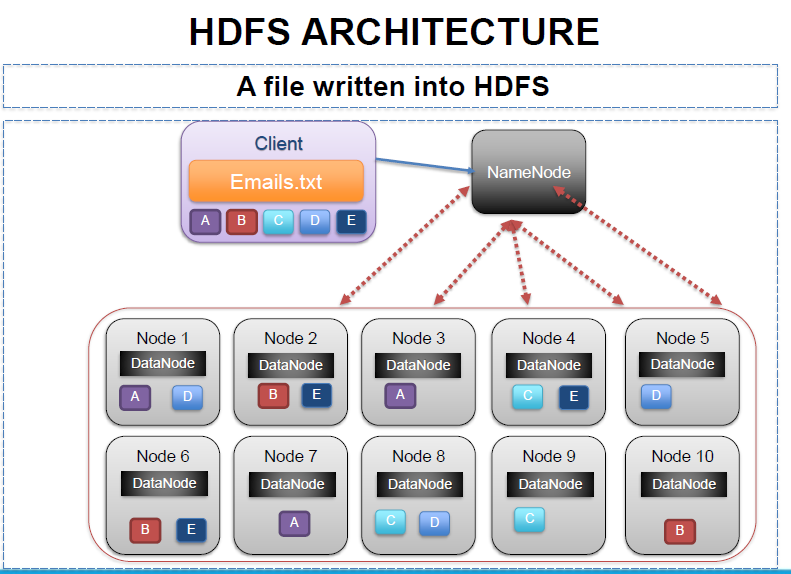 HDFS ARCHITECTURE
A file written into HDFS
Client
Emails.txt
A B C D E
NameNode
Node 1 Node 2 Node 3 Node 4 Node 5
DataNode DataNode DataNode DataNode DataNode
A D B E A C E D
Node 6 Node 7 Node 8 Node 9 Node 10
DataNode DataNode DataNode DataNode DataNode
B E A C D C B